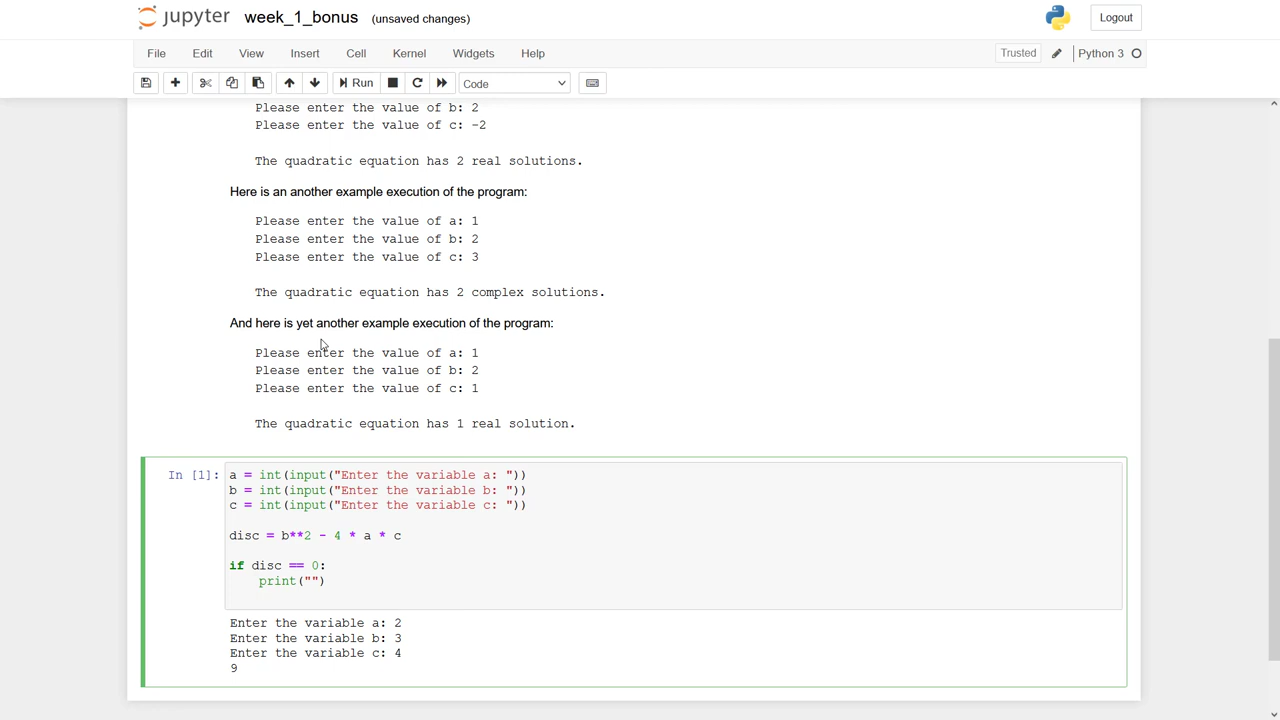 jupyter week_1_bonus (unsaved changes) Logout
File Edit View Insert Cell Kernel Widgets Help Trusted Python 3
Run Code
Please enter the value of b: 2
Please enter the value of c: -2
The quadratic equation has 2 real solutions.
Here is an another example execution of the program:
Please enter the value of a: 1
Please enter the value of b: 2
Please enter the value of c: 3
The quadratic equation has 2 complex solutions.
And here is yet another example execution of the program:
Please enter the value of a: 1
Please enter the value of b: 2
Please enter the value of c: 1
The quadratic equation has 1 real solution.
In [1]: a = int(input("Enter the variable a: "))
b = int(input("Enter the variable b: "))
c = int(input("Enter the variable c: "))
disc = b**2 - 4 * a * c
if disc == 0:
    print("")
Enter the variable a: 2
Enter the variable b: 3
Enter the variable c: 4
9